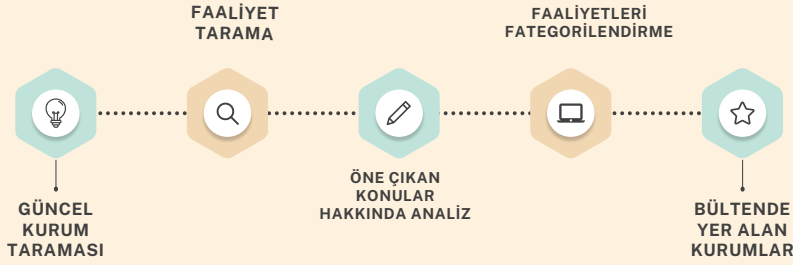 GÜNCEL
KURUM
TARAMASI
FAALİYET
TARAMA
ÖNE ÇIKAN
KONULAR
HAKKINDA ANALİZ
FAALİYETLERİ
FATEGORİLENDİRME
BÜLTENDE
YER ALAN
KURUMLAR